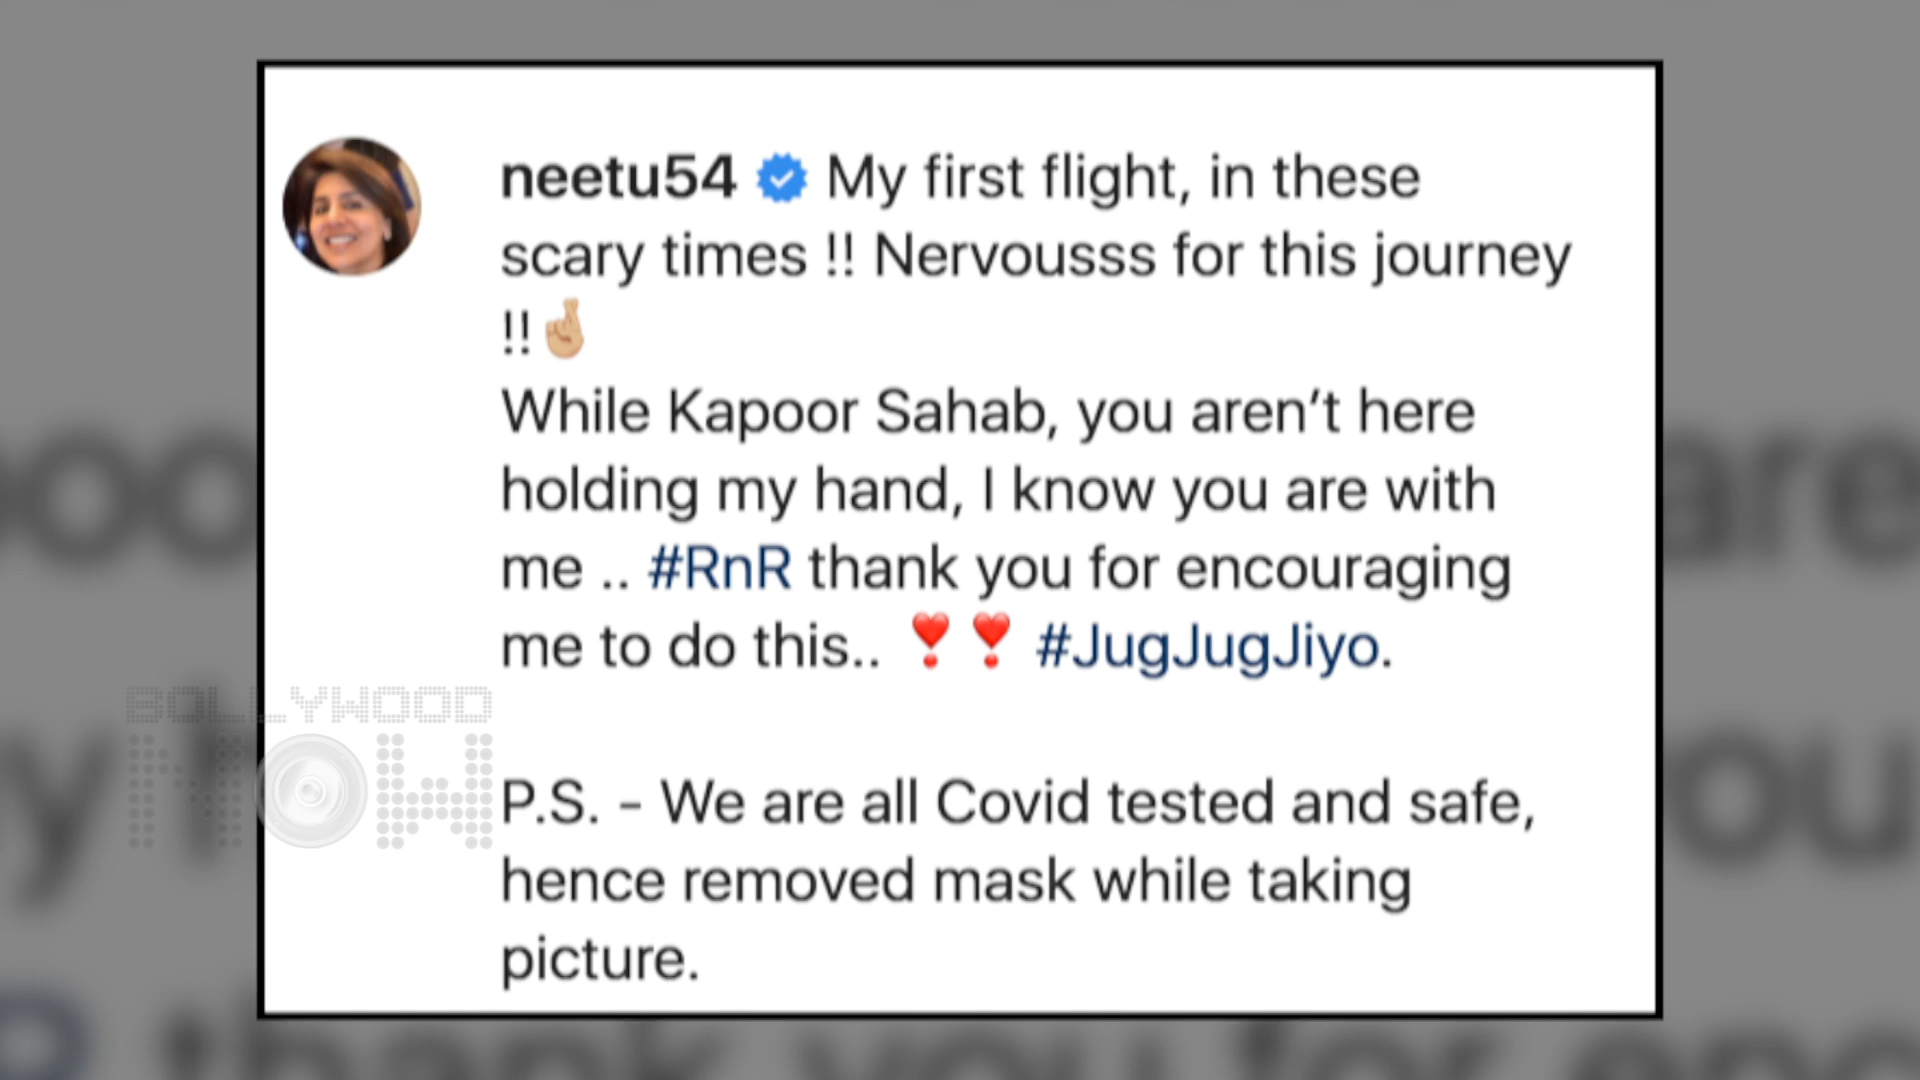 neetu54 My first flight, in these
scary times !! Nervousss for this journey
!!🤞🏼
While Kapoor Sahab, you aren’t here
holding my hand, I know you are with
me .. #RnR thank you for encouraging
me to do this.. ❣️❣️ #JugJugJiyo.
P.S. - We are all Covid tested and safe,
hence removed mask while taking
picture.
BOLLYWOOD
NOW